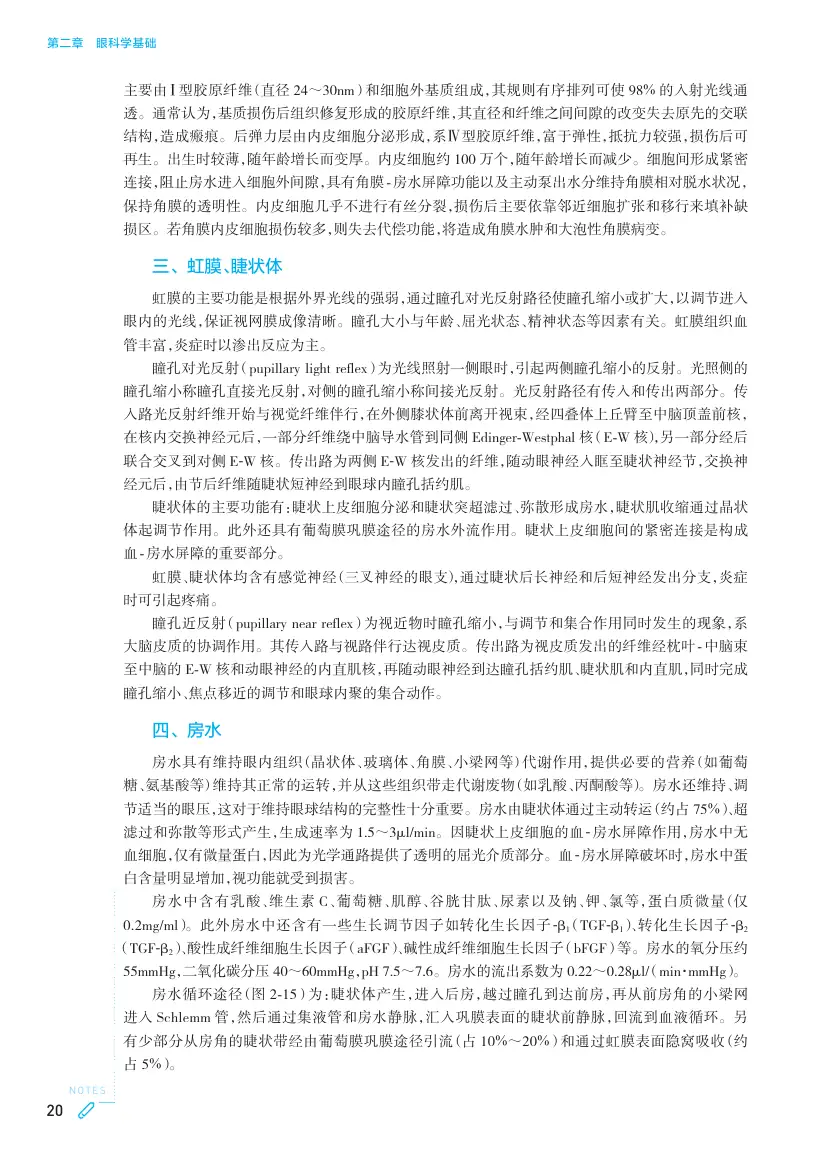 第二章　眼科学基础
主要由Ⅰ型胶原纤维（直径 24～30nm）和细胞外基质组成，其规则有序排列可使 98% 的入射光线通
透。通常认为，基质损伤后组织修复形成的胶原纤维，其直径和纤维之间间隙的改变失去原先的交联
结构，造成瘢痕。后弹力层由内皮细胞分泌形成，系Ⅳ型胶原纤维，富于弹性，抵抗力较强，损伤后可
再生。出生时较薄，随年龄增长而变厚。内皮细胞约 100 万个，随年龄增长而减少。细胞间形成紧密
连接，阻止房水进入细胞外间隙，具有角膜-房水屏障功能以及主动泵出水分维持角膜相对脱水状况，
保持角膜的透明性。内皮细胞几乎不进行有丝分裂，损伤后主要依靠邻近细胞扩张和移行来填补缺
损区。若角膜内皮细胞损伤较多，则失去代偿功能，将造成角膜水肿和大泡性角膜病变。
三、虹膜、睫状体
虹膜的主要功能是根据外界光线的强弱，通过瞳孔对光反射路径使瞳孔缩小或扩大，以调节进入
眼内的光线，保证视网膜成像清晰。瞳孔大小与年龄、屈光状态、精神状态等因素有关。虹膜组织血
管丰富，炎症时以渗出反应为主。
瞳孔对光反射（pupillary light reflex）为光线照射一侧眼时，引起两侧瞳孔缩小的反射。光照侧的
瞳孔缩小称瞳孔直接光反射，对侧的瞳孔缩小称间接光反射。光反射路径有传入和传出两部分。传
入路光反射纤维开始与视觉纤维伴行，在外侧膝状体前离开视束，经四叠体上丘臂至中脑顶盖前核，
在核内交换神经元后，一部分纤维绕中脑导水管到同侧 Edinger-Westphal 核（E-W 核），另一部分经后
联合交叉到对侧 E-W 核。传出路为两侧 E-W 核发出的纤维，随动眼神经入眶至睫状神经节，交换神
经元后，由节后纤维随睫状短神经到眼球内瞳孔括约肌。
睫状体的主要功能有：睫状上皮细胞分泌和睫状突超滤过、弥散形成房水，睫状肌收缩通过晶状
体起调节作用。此外还具有葡萄膜巩膜途径的房水外流作用。睫状上皮细胞间的紧密连接是构成
血-房水屏障的重要部分。
虹膜、睫状体均含有感觉神经（三叉神经的眼支），通过睫状后长神经和后短神经发出分支，炎症
时可引起疼痛。
瞳孔近反射（pupillary near reflex）为视近物时瞳孔缩小，与调节和集合作用同时发生的现象，系
大脑皮质的协调作用。其传入路与视路伴行达视皮质。传出路为视皮质发出的纤维经枕叶-中脑束
至中脑的 E-W 核和动眼神经的内直肌核，再随动眼神经到达瞳孔括约肌、睫状肌和内直肌，同时完成
瞳孔缩小、焦点移近的调节和眼球内聚的集合动作。
四、房水
房水具有维持眼内组织（晶状体、玻璃体、角膜、小梁网等）代谢作用，提供必要的营养（如葡萄
糖、氨基酸等）维持其正常的运转，并从这些组织带走代谢废物（如乳酸、丙酮酸等）。房水还维持、调
节适当的眼压，这对于维持眼球结构的完整性十分重要。房水由睫状体通过主动转运（约占 75%）、超
滤过和弥散等形式产生，生成速率为 1.5～3μl/min。因睫状上皮细胞的血-房水屏障作用，房水中无
血细胞，仅有微量蛋白，因此为光学通路提供了透明的屈光介质部分。血-房水屏障破坏时，房水中蛋
白含量明显增加，视功能就受到损害。
房水中含有乳酸、维生素 C、葡萄糖、肌醇、谷胱甘肽、尿素以及钠、钾、氯等，蛋白质微量（仅
0.2mg/ml）。此外房水中还含有一些生长调节因子如转化生长因子-β₁（TGF-β₁）、转化生长因子-β₂
（TGF-β₂）、酸性成纤维细胞生长因子（aFGF）、碱性成纤维细胞生长因子（bFGF）等。房水的氧分压约
55mmHg，二氧化碳分压 40～60mmHg，pH 7.5～7.6。房水的流出系数为 0.22～0.28μl/（min·mmHg）。
房水循环途径（图 2-15）为：睫状体产生，进入后房，越过瞳孔到达前房，再从前房角的小梁网
进入 Schlemm 管，然后通过集液管和房水静脉，汇入巩膜表面的睫状前静脉，回流到血液循环。另
有少部分从房角的睫状带经由葡萄膜巩膜途径引流（占 10%～20%）和通过虹膜表面隐窝吸收（约
占 5%）。
NOTES
20